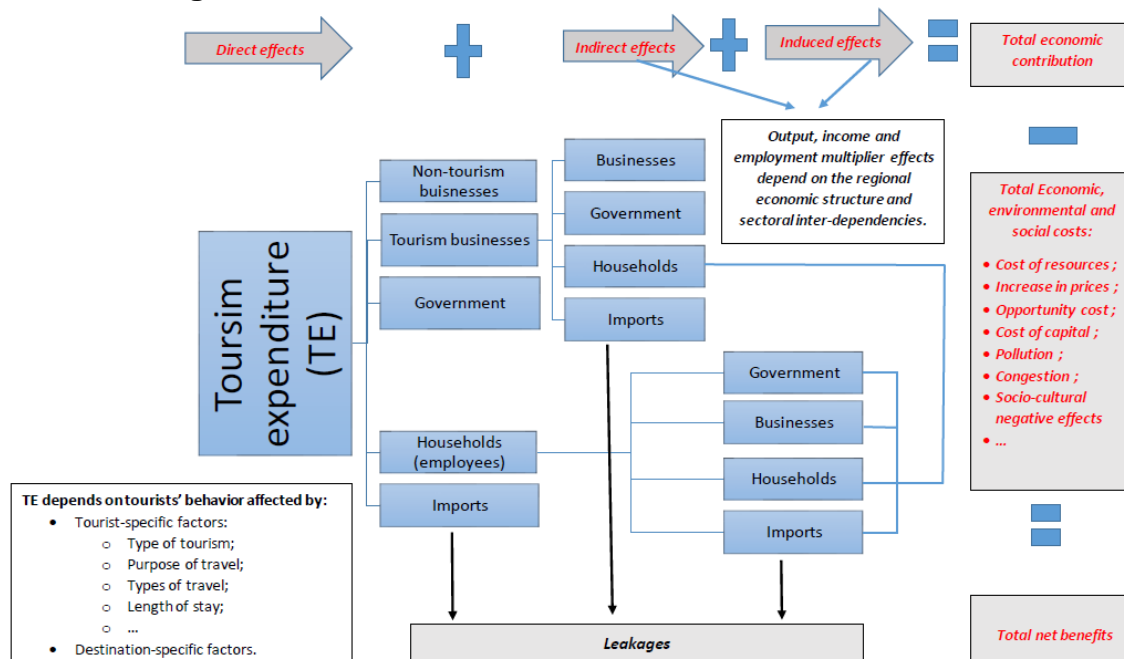 Direct effects
Indirect effects
Induced effects
Total economic
contribution
Output, income and
employment multiplier effects
depend on the regional
economic structure and
sectoral inter-dependencies.
Non-tourism
buisnesses
Tourism businesses
Government
Businesses
Government
Households
Imports
Toursim
expenditure
(TE)
Households
(employees)
Imports
Government
Businesses
Households
Imports
Total Economic,
environmental and
social costs:
• Cost of resources ;
• Increase in prices ;
• Opportunity cost ;
• Cost of capital ;
• Pollution ;
• Congestion ;
• Socio-cultural
negative effects
• ...
TE depends on tourists' behavior affected by:
• Tourist-specific factors:
o Type of tourism;
o Purpose of travel;
o Types of travel;
o Length of stay;
o ...
• Destination-specific factors.
Leakages
Total net benefits